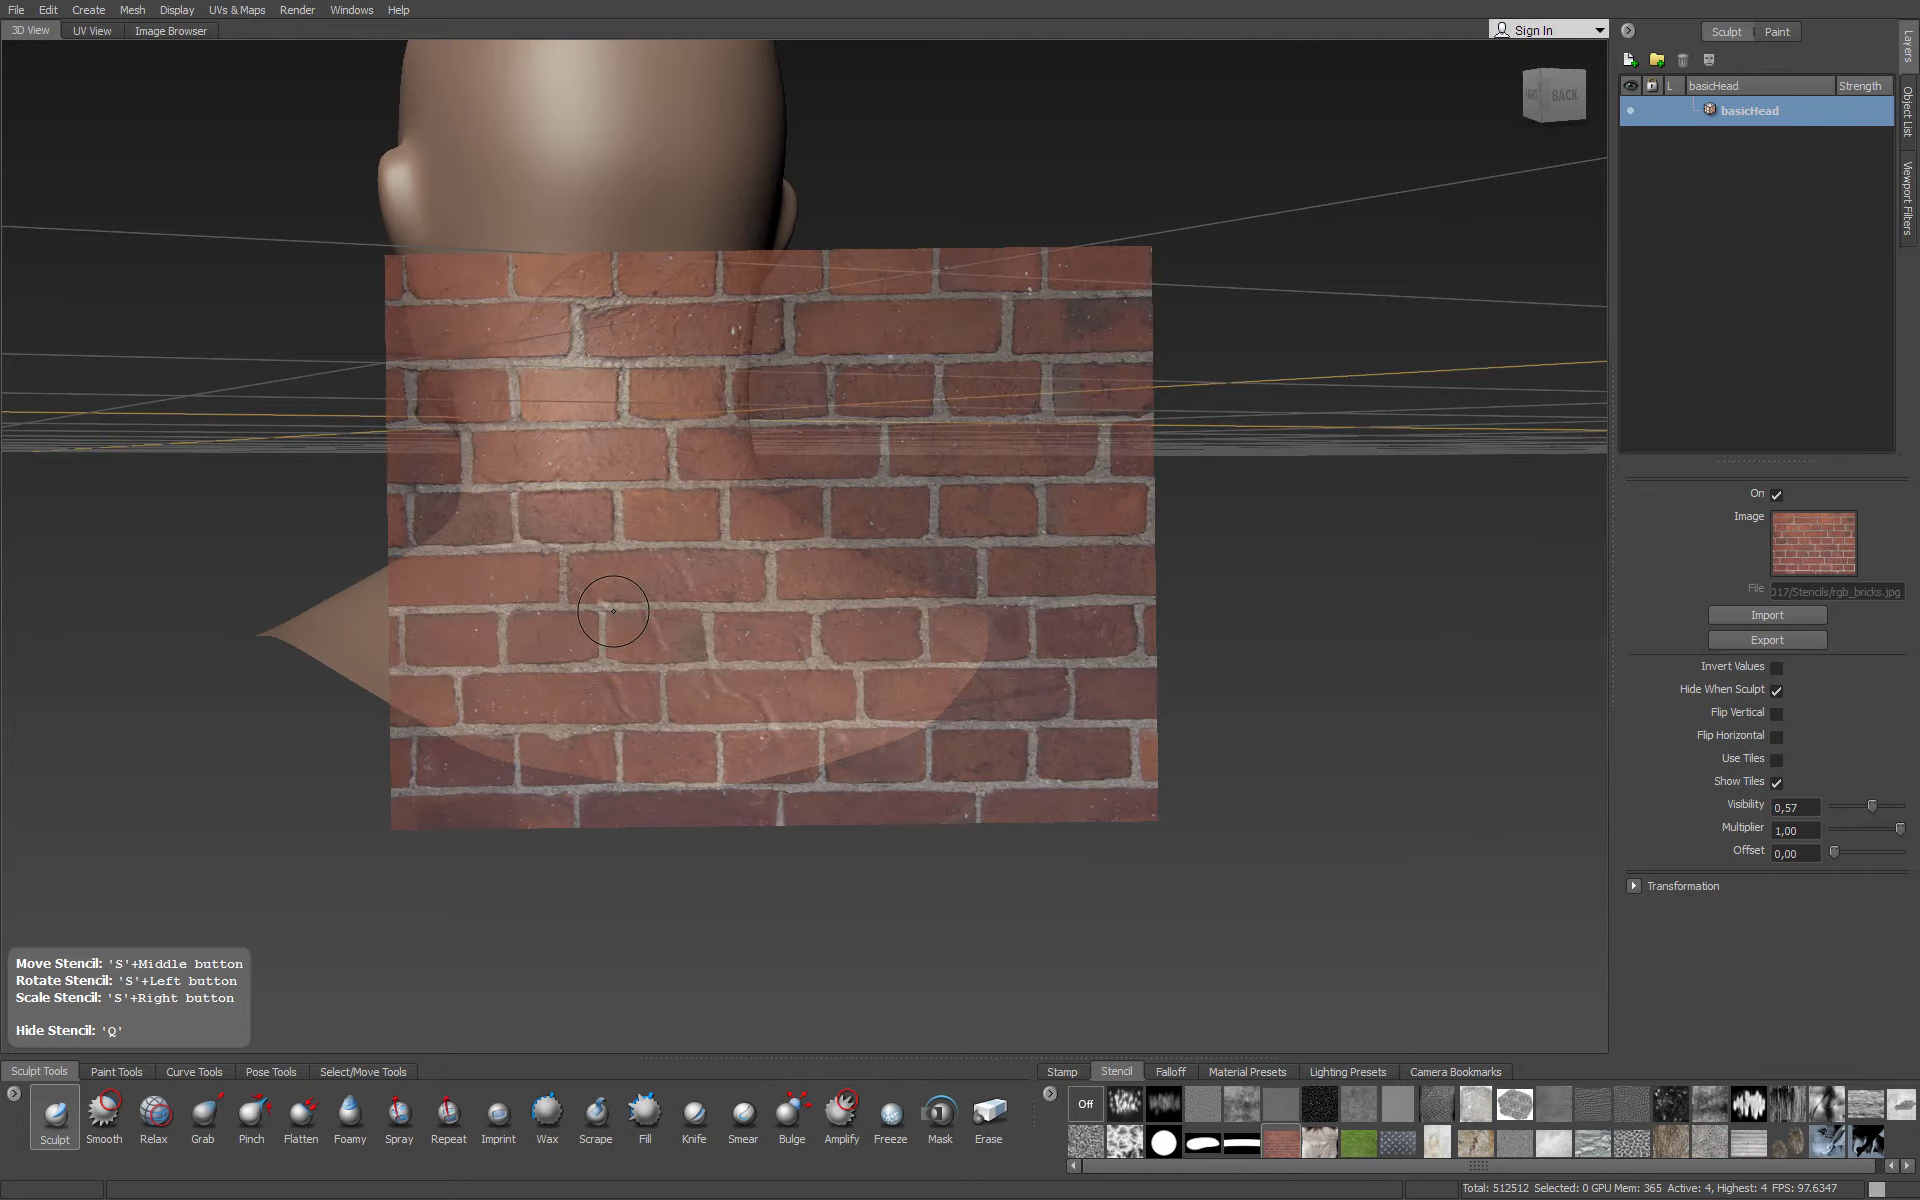 File Edit Create Mesh Display UVs & Maps Render Windows Help
3D View UV View Image Browser
Sign In
Sculpt Paint
Layers
Object List
Viewport Filters
L basicHead Strength
basicHead
BACK
On
Image
File 017/Stencils/rgb_bricks.jpg
Import
Export
Invert Values
Hide When Sculpt
Flip Vertical
Flip Horizontal
Use Tiles
Show Tiles
Visibility 0,57
Multiplier 1,00
Offset 0,00
Transformation
Move Stencil: 'S'+Middle button
Rotate Stencil: 'S'+Left button
Scale Stencil: 'S'+Right button
Hide Stencil: 'Q'
Sculpt Tools Paint Tools Curve Tools Pose Tools Select/Move Tools
Sculpt Smooth Relax Grab Pinch Flatten Foamy Spray Repeat Imprint Wax Scrape Fill Knife Smear Bulge Amplify Freeze Mask Erase
Stamp Stencil Falloff Material Presets Lighting Presets Camera Bookmarks
Off
Total: 512512 Selected: 0 GPU Mem: 365 Active: 4, Highest: 4 FPS: 97.6347